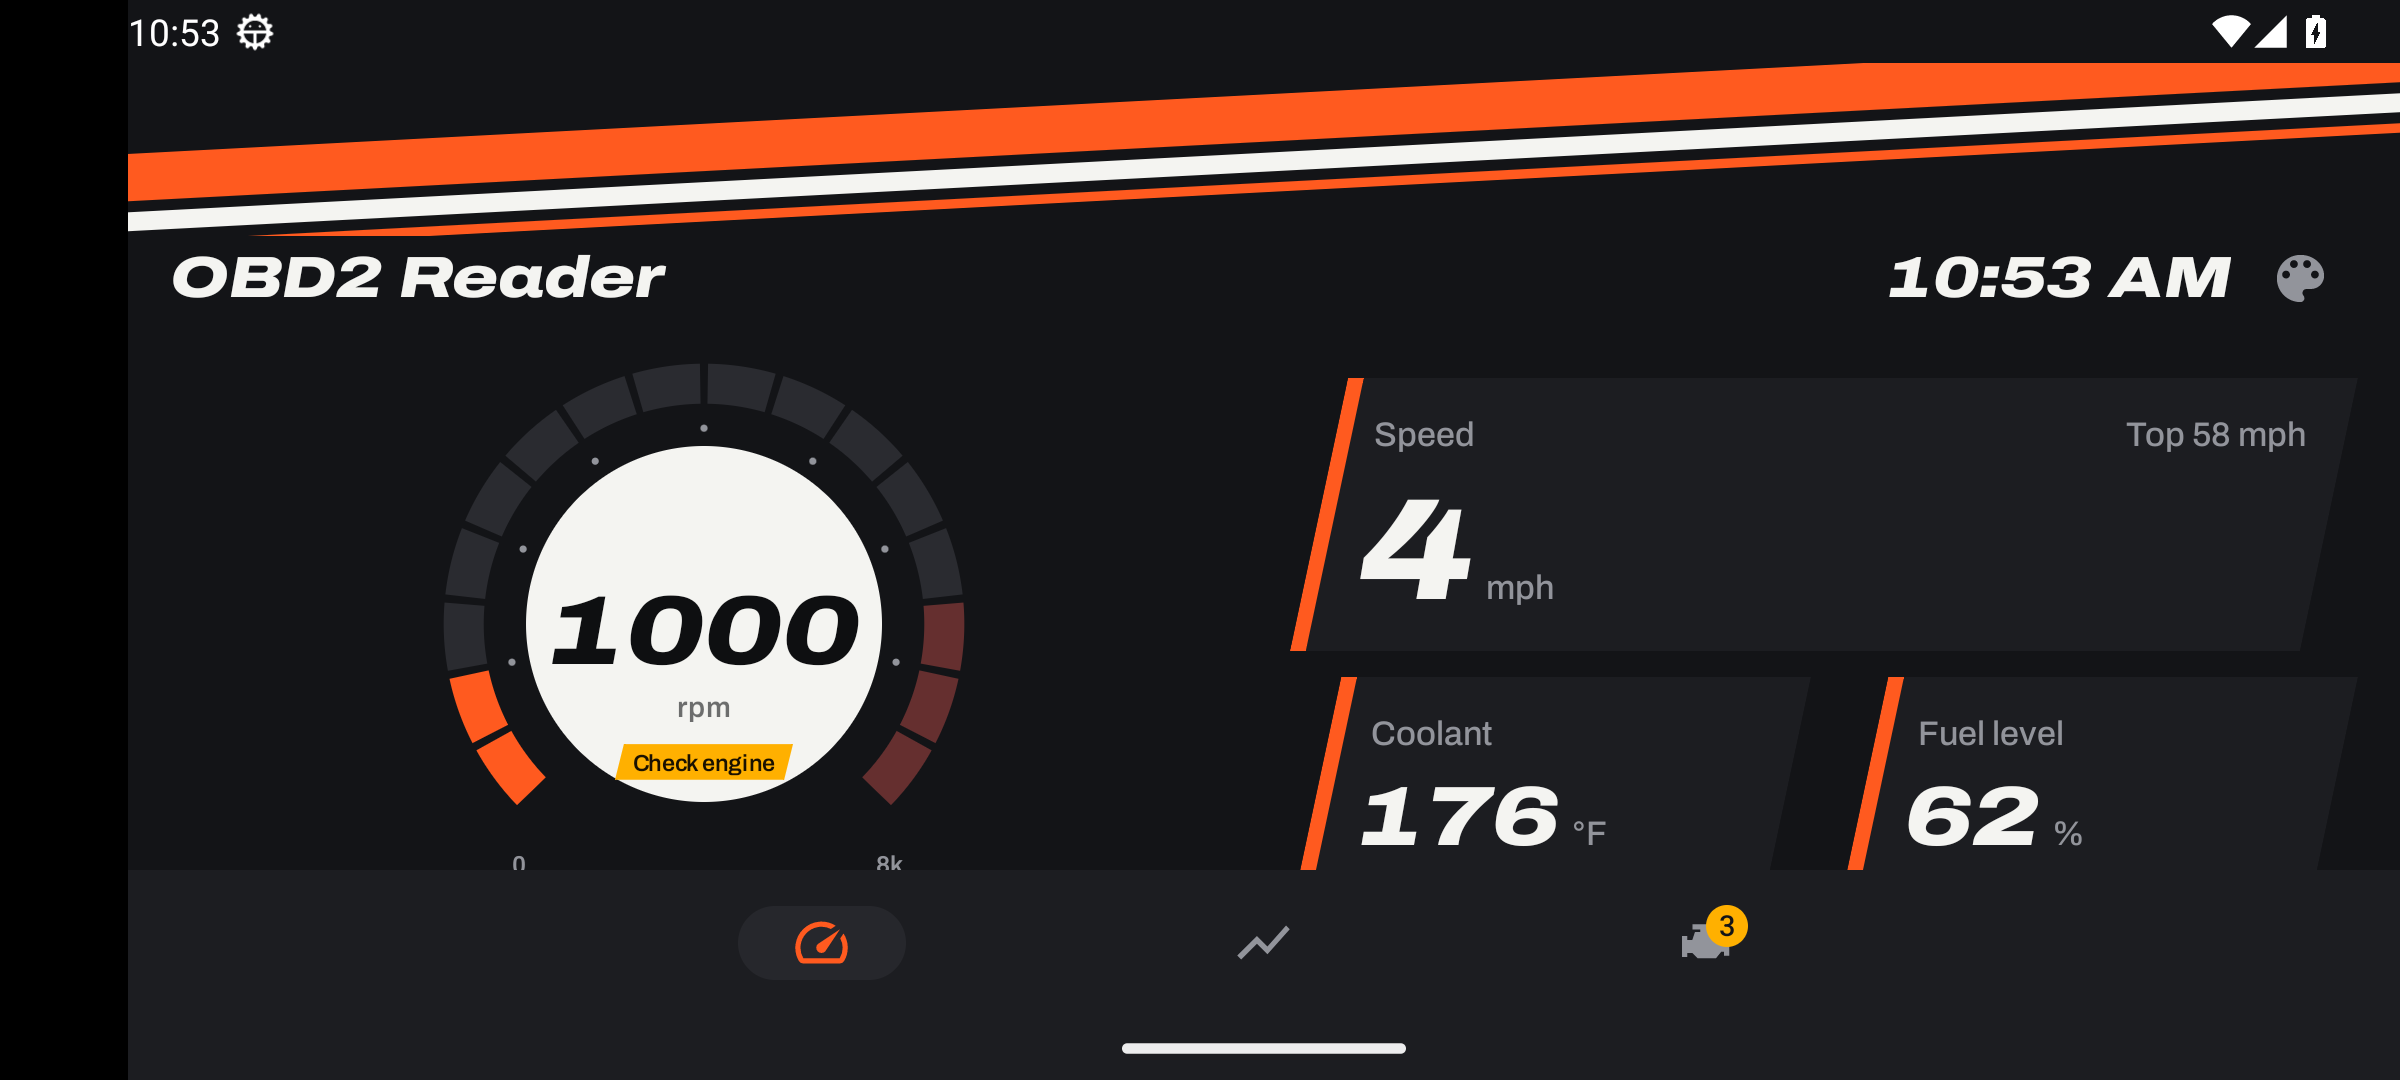 10:53
OBD2 Reader
10:53 AM
Speed
Top 58 mph
4 mph
1000
rpm
Check engine
Coolant
176 °F
Fuel level
62 %
0
8k
3